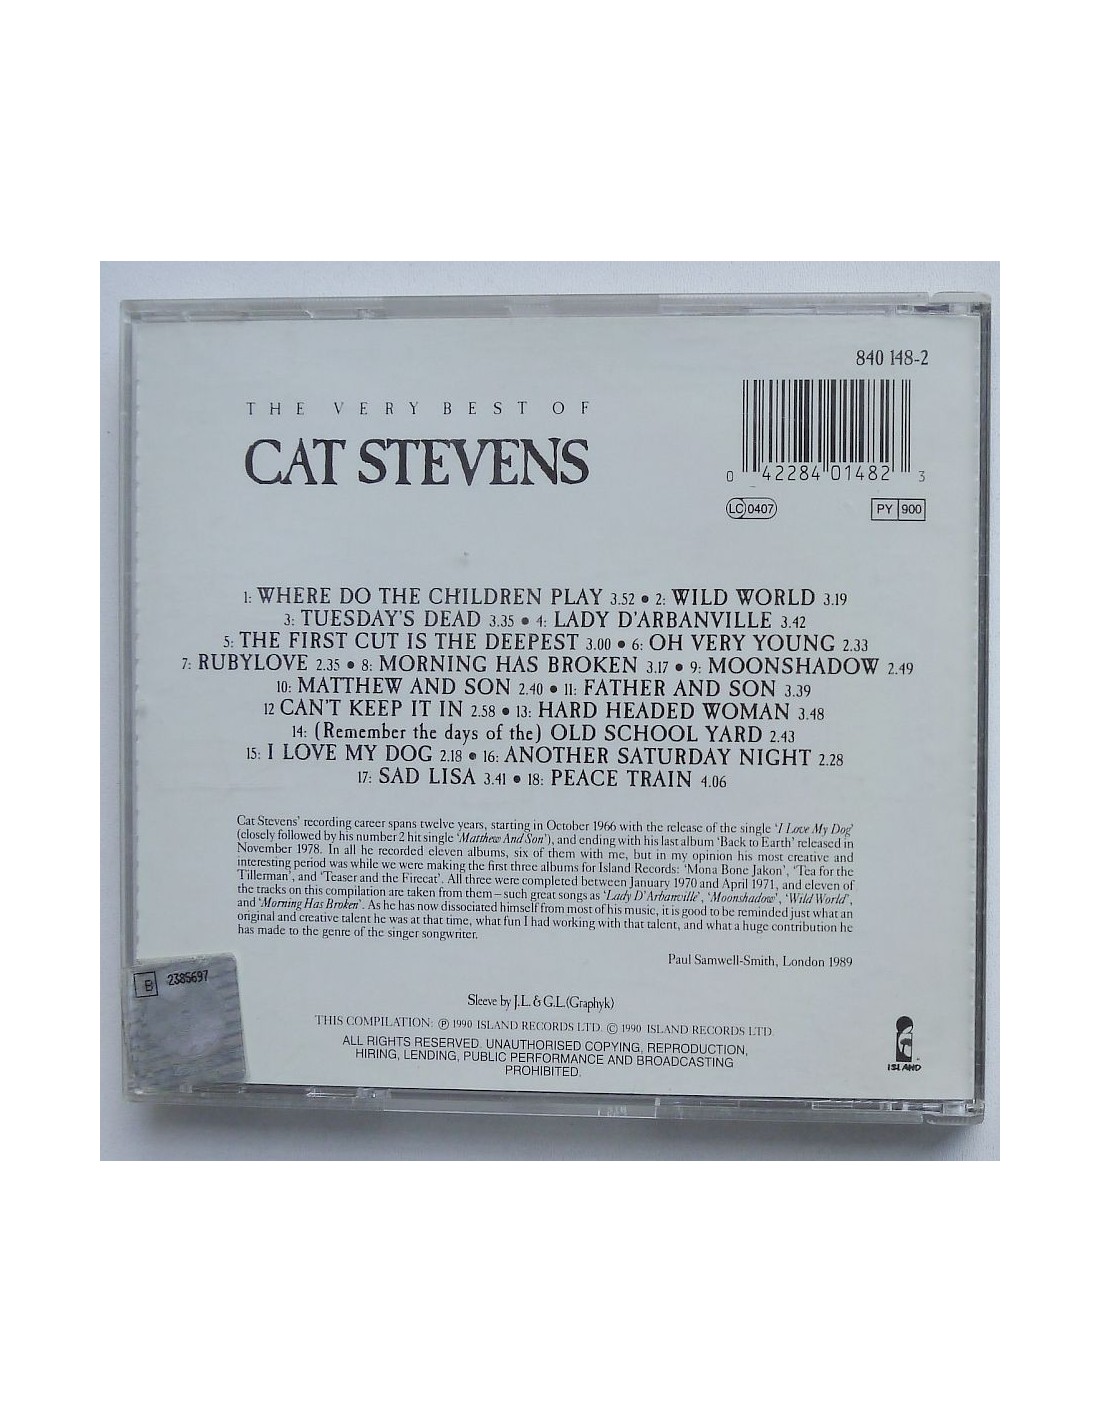 840 148-2
THE VERY BEST OF
CAT STEVENS
0 42284 01482 3
LC 0407
PY 900
1: WHERE DO THE CHILDREN PLAY 3.52 • 2: WILD WORLD 3.19
3: TUESDAY'S DEAD 3.35 • 4: LADY D'ARBANVILLE 3.42
5: THE FIRST CUT IS THE DEEPEST 3.00 • 6: OH VERY YOUNG 2.33
7: RUBYLOVE 2.35 • 8: MORNING HAS BROKEN 3.17 • 9: MOONSHADOW 2.49
10: MATTHEW AND SON 2.40 • 11: FATHER AND SON 3.39
12 CAN'T KEEP IT IN 2.58 • 13: HARD HEADED WOMAN 3.48
14: (Remember the days of the) OLD SCHOOL YARD 2.43
15: I LOVE MY DOG 2.18 • 16: ANOTHER SATURDAY NIGHT 2.28
17: SAD LISA 3.41 • 18: PEACE TRAIN 4.06
Cat Stevens' recording career spans twelve years, starting in October 1966 with the release of the single 'I Love My Dog'
(closely followed by his number 2 hit single 'Matthew And Son'), and ending with his last album 'Back to Earth' released in
November 1978. In all he recorded eleven albums, six of them with me, but in my opinion his most creative and
interesting period was while we were making the first three albums for Island Records: 'Mona Bone Jakon', 'Tea for the
Tillerman', and 'Teaser and the Firecat'. All three were completed between January 1970 and April 1971, and eleven of
the tracks on this compilation are taken from them – such great songs as 'Lady D'Arbanville', 'Moonshadow', 'Wild World',
and 'Morning Has Broken'. As he has now dissociated himself from most of his music, it is good to be reminded just what an
original and creative talent he was at that time, what fun I had working with that talent, and what a huge contribution he
has made to the genre of the singer songwriter.
Paul Samwell-Smith, London 1989
B 2385697
Sleeve by J.L. & G.L.(Graphyk)
THIS COMPILATION: ℗ 1990 ISLAND RECORDS LTD. © 1990 ISLAND RECORDS LTD.
ALL RIGHTS RESERVED. UNAUTHORISED COPYING, REPRODUCTION,
HIRING, LENDING, PUBLIC PERFORMANCE AND BROADCASTING
PROHIBITED.
ISLAND